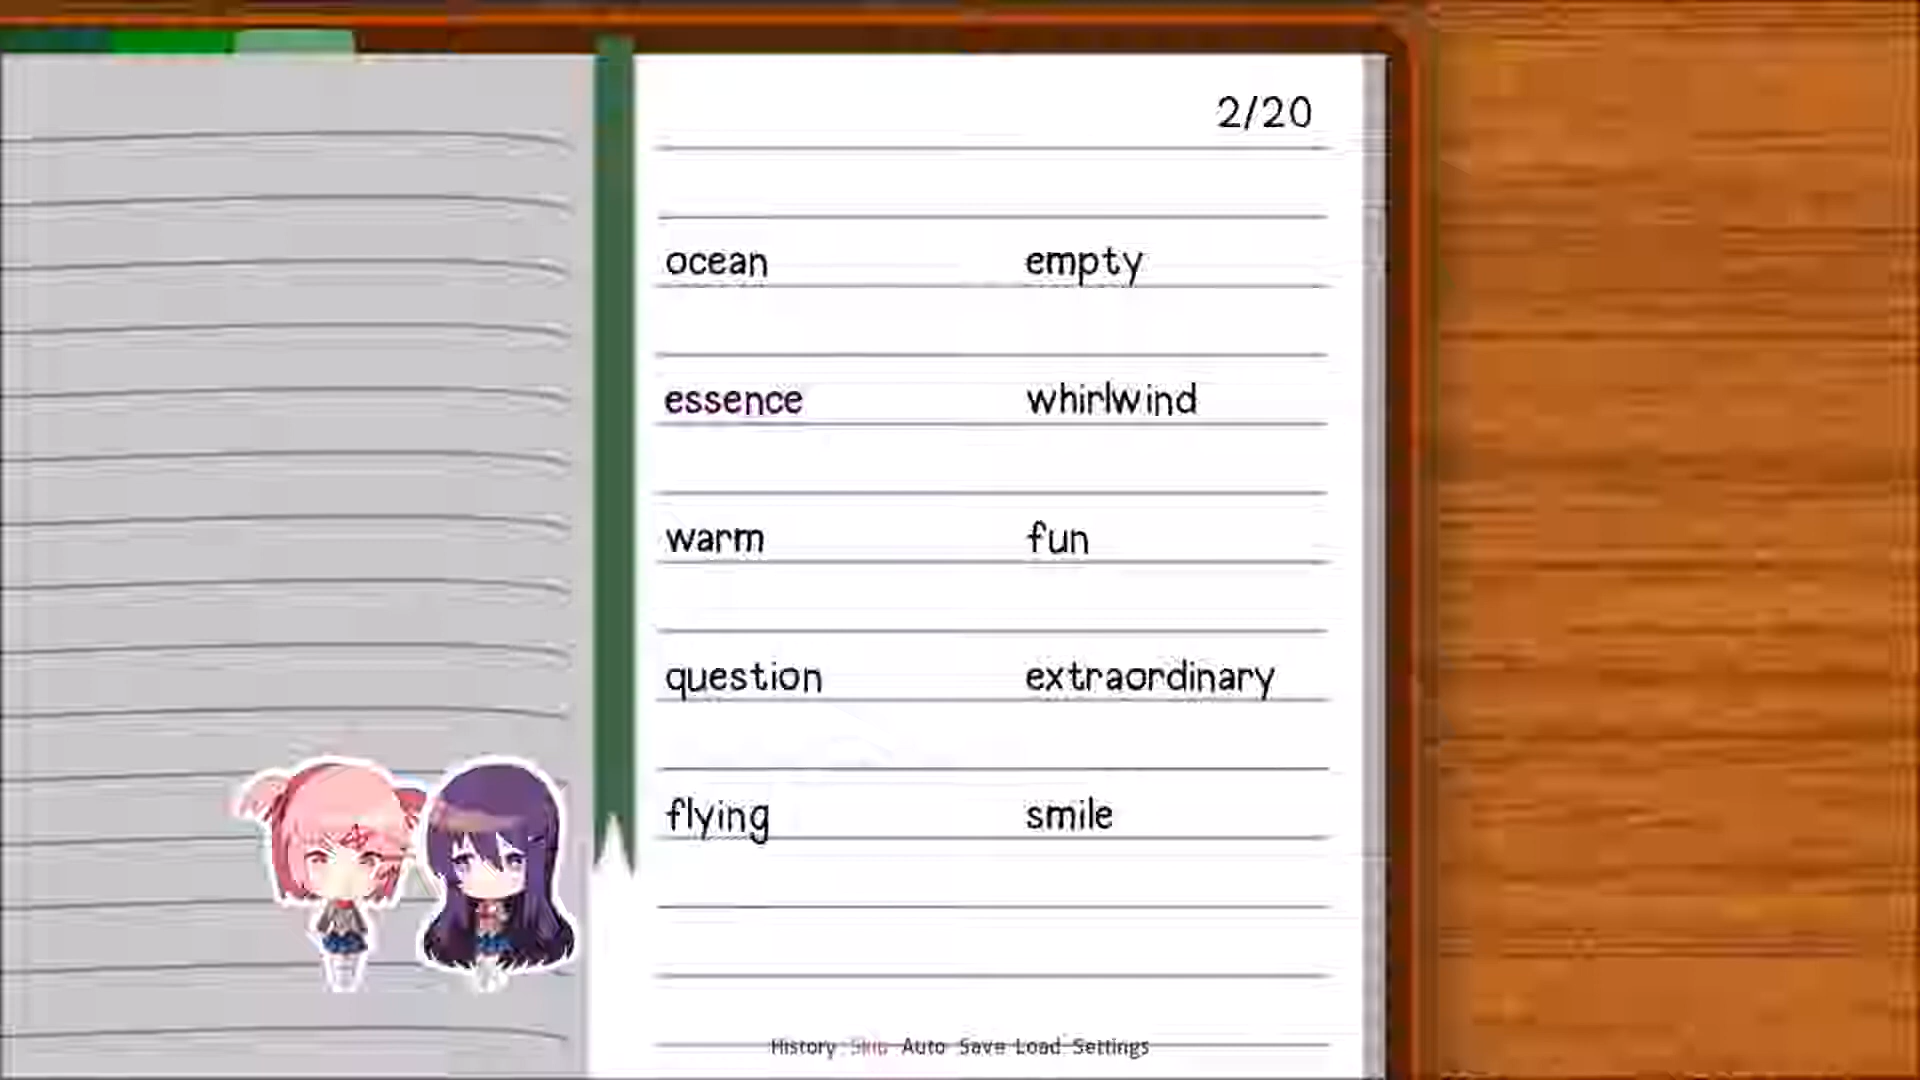 2/20
ocean empty
essence whirlwind
warm fun
question extraordinary
flying smile
History Skip Auto Save Load Settings